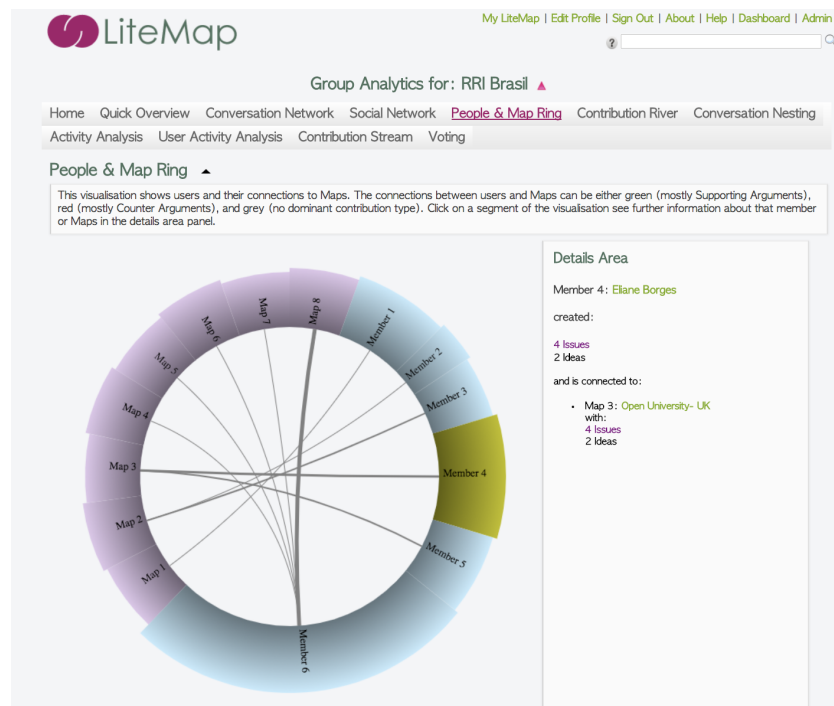 My LiteMap | Edit Profile | Sign Out | About | Help | Dashboard | Admin
LiteMap
?
Group Analytics for: RRI Brasil
Home Quick Overview Conversation Network Social Network People & Map Ring Contribution River Conversation Nesting
Activity Analysis User Activity Analysis Contribution Stream Voting
People & Map Ring
This visualisation shows users and their connections to Maps. The connections between users and Maps can be either green (mostly Supporting Arguments),
red (mostly Counter Arguments), and grey (no dominant contribution type). Click on a segment of the visualisation see further information about that member
or Maps in the details area panel.
Map 8
Member 1
Member 2
Member 3
Member 4
Member 5
Member 6
Map 1
Map 2
Map 3
Map 4
Map 5
Map 6
Map 7
Details Area
Member 4: Eliane Borges
created:
4 Issues
2 Ideas
and is connected to:
• Map 3: Open University- UK
with:
4 Issues
2 Ideas